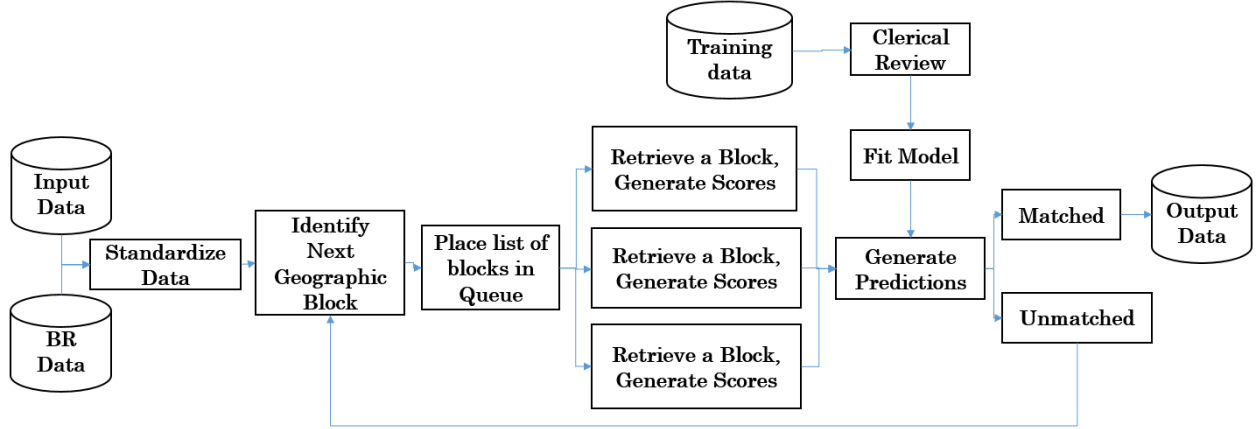 Training
data
Clerical
Review
Input
Data
BR
Data
Standardize
Data
Identify
Next
Geographic
Block
Place list of
blocks in
Queue
Retrieve a Block,
Generate Scores
Retrieve a Block,
Generate Scores
Retrieve a Block,
Generate Scores
Fit Model
Generate
Predictions
Matched
Unmatched
Output
Data